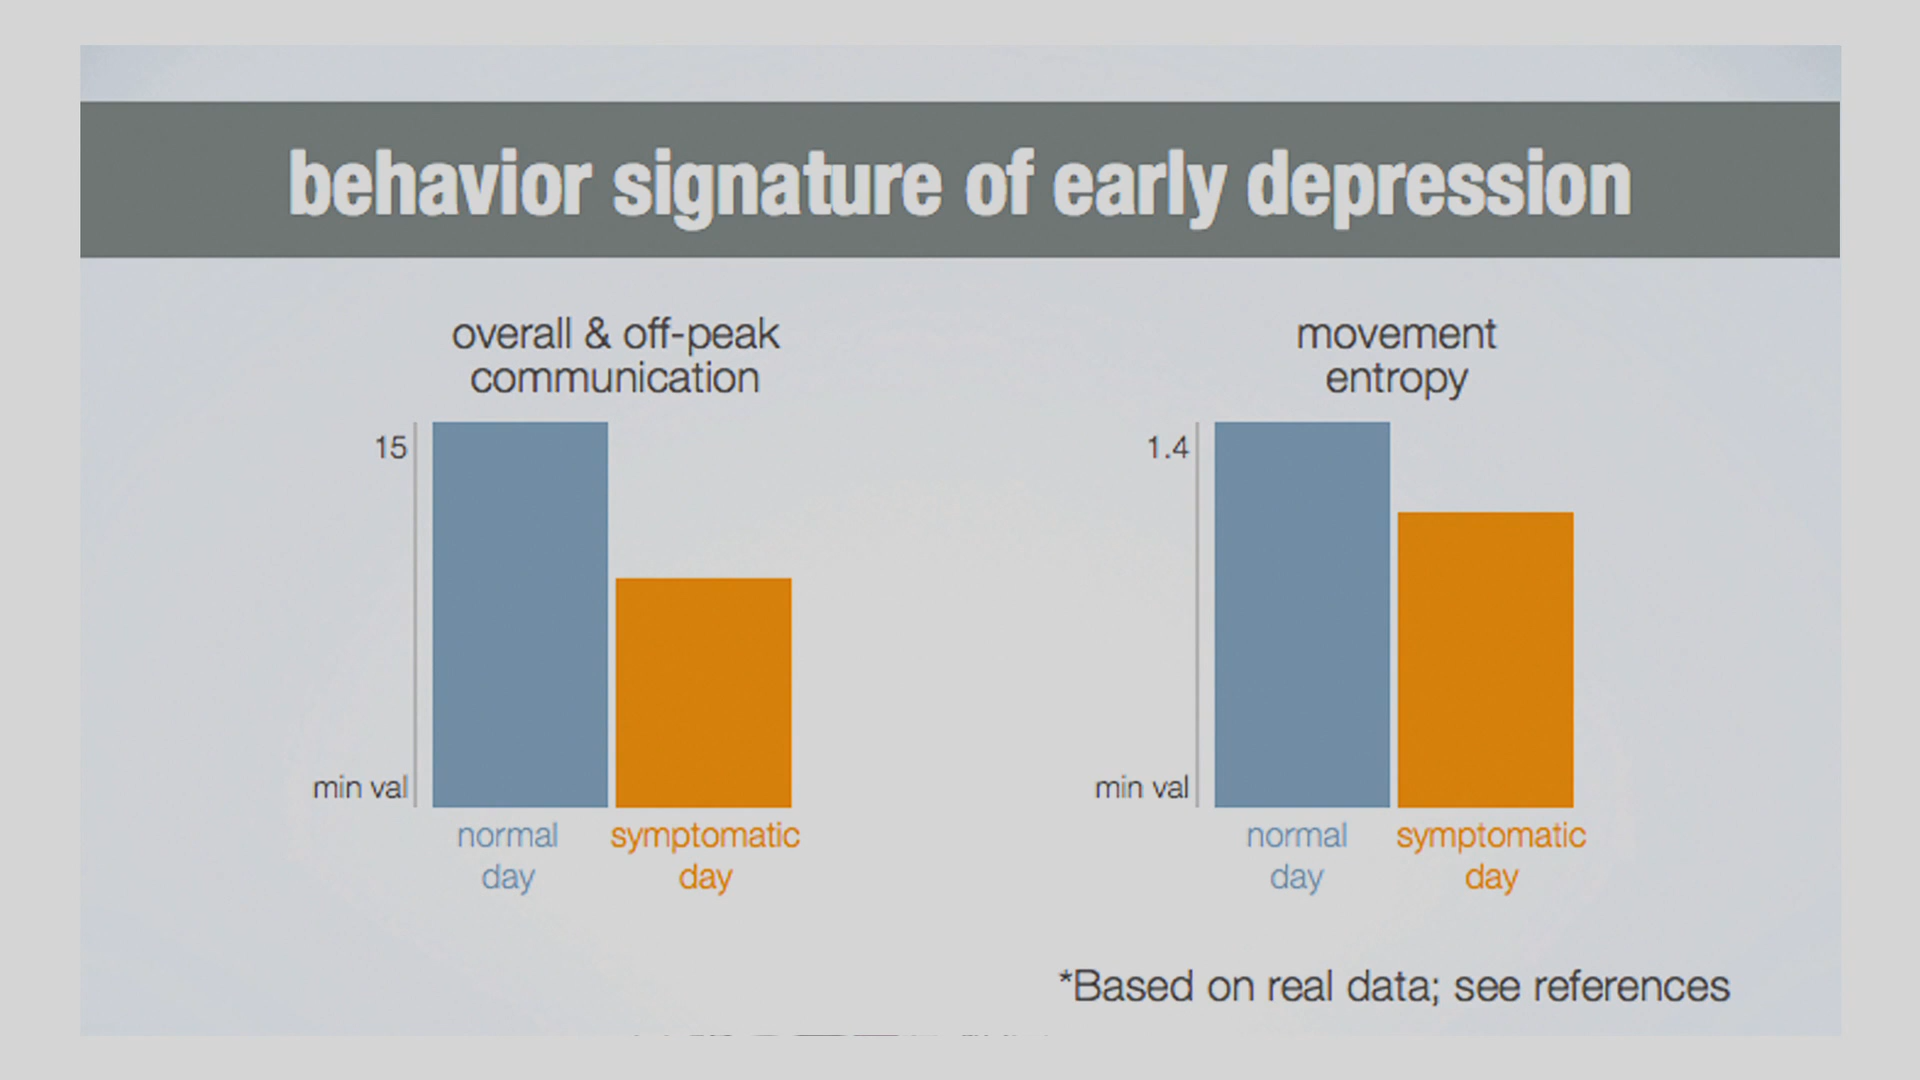 behavior signature of early depression
overall & off-peak
communication
15
min val
normal
day
symptomatic
day
movement
entropy
1.4
min val
normal
day
symptomatic
day
*Based on real data; see references